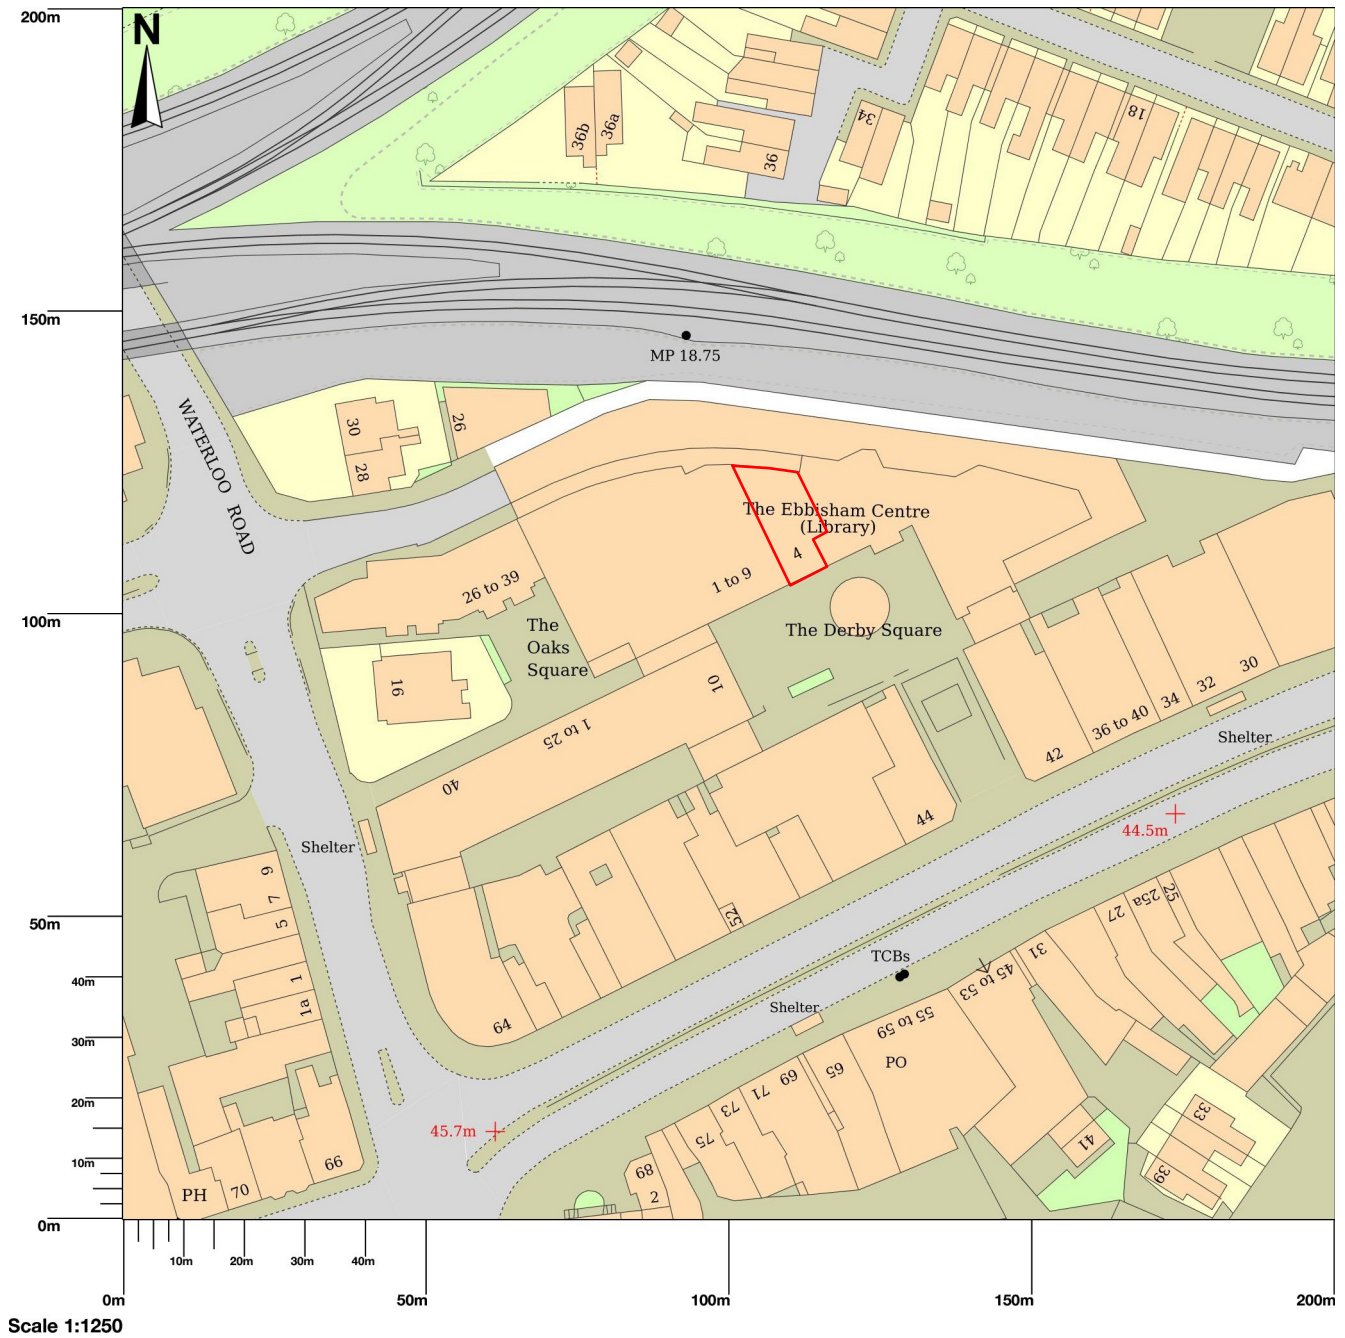 200m
N
36b
36a
36
34
18
150m
MP 18.75
WATERLOO ROAD
30
28
26
The Ebbisham Centre
(Library)
4
1 to 9
26 to 39
100m
The
Oaks
Square
The Derby Square
16
10
1 to 25
40
30
32
34
36 to 40
42
Shelter
44
44.5m
Shelter
9
7
5
1
1a
50m
52
64
TCBs
Shelter
25
25a
27
31
45 to 53
55 to 59
PO
65
69
71
73
75
40m
30m
20m
10m
0m
45.7m
33
41
39
68
2
66
70
PH
10m
20m
30m
40m
0m
50m
100m
150m
200m
Scale 1:1250